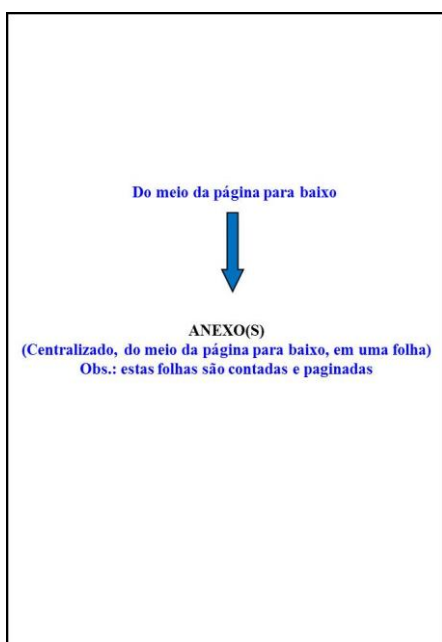 Do meio da página para baixo
ANEXO(S)
(Centralizado, do meio da página para baixo, em uma folha)
Obs.: estas folhas são contadas e paginadas